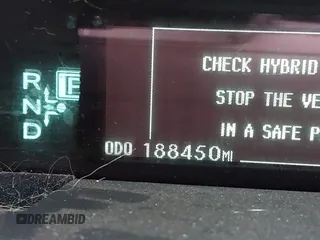 CHECK HYBRID
STOP THE VE
IN A SAFE P
R
N
D
P
ODO 188450MI
DREAMBID